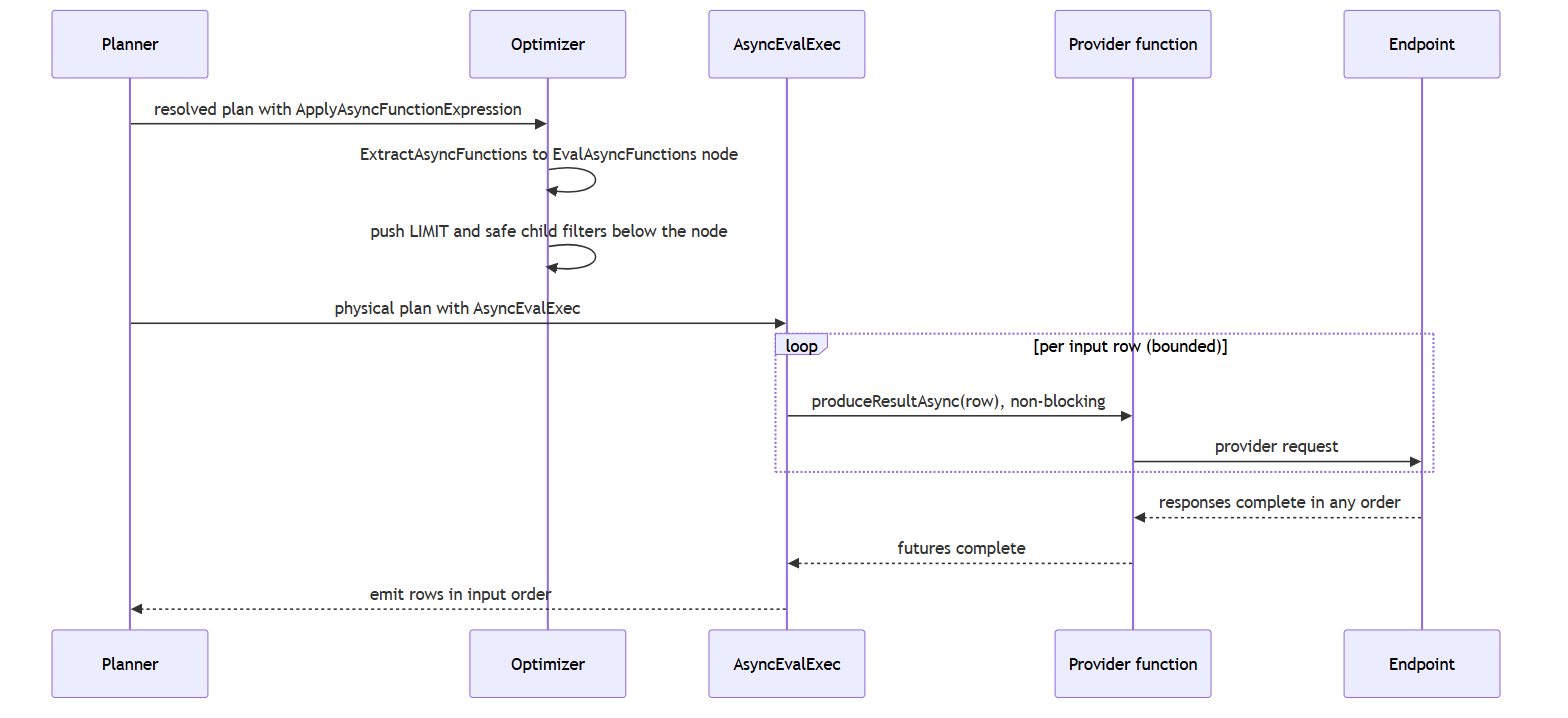 Planner
Optimizer
AsyncEvalExec
Provider function
Endpoint
resolved plan with ApplyAsyncFunctionExpression
ExtractAsyncFunctions to EvalAsyncFunctions node
push LIMIT and safe child filters below the node
physical plan with AsyncEvalExec
loop
[per input row (bounded)]
produceResultAsync(row), non-blocking
provider request
responses complete in any order
futures complete
emit rows in input order
Planner
Optimizer
AsyncEvalExec
Provider function
Endpoint